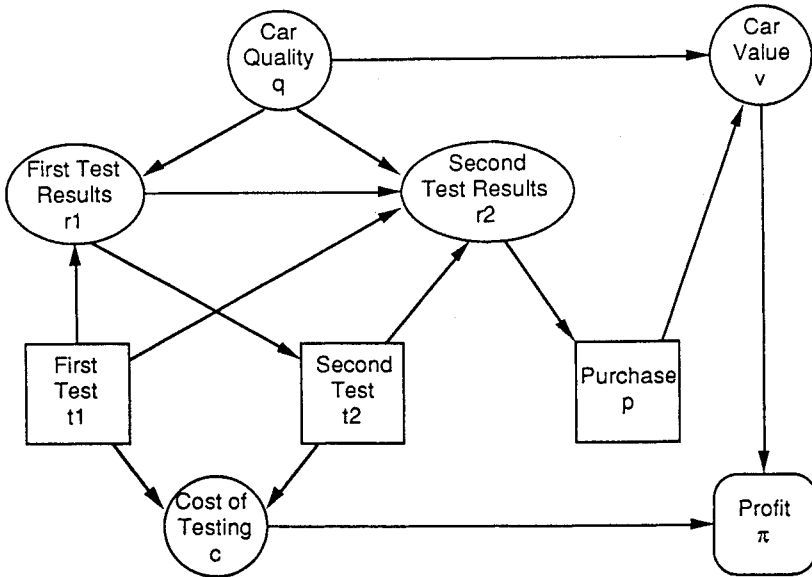 Car
Quality
q
Car
Value
v
First Test
Results
r1
Second
Test Results
r2
First
Test
t1
Second
Test
t2
Purchase
p
Cost of
Testing
c
Profit
π